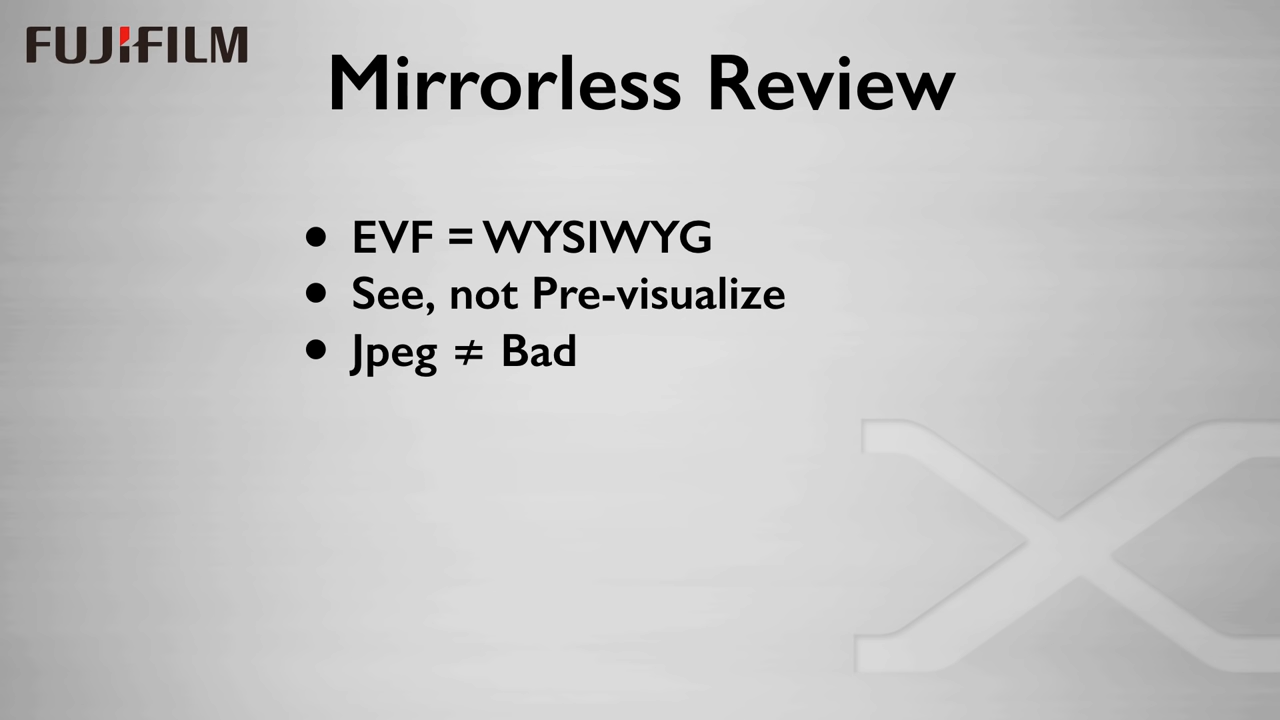 FUJIFILM
Mirrorless Review
• EVF = WYSIWYG
• See, not Pre-visualize
• Jpeg ≠ Bad